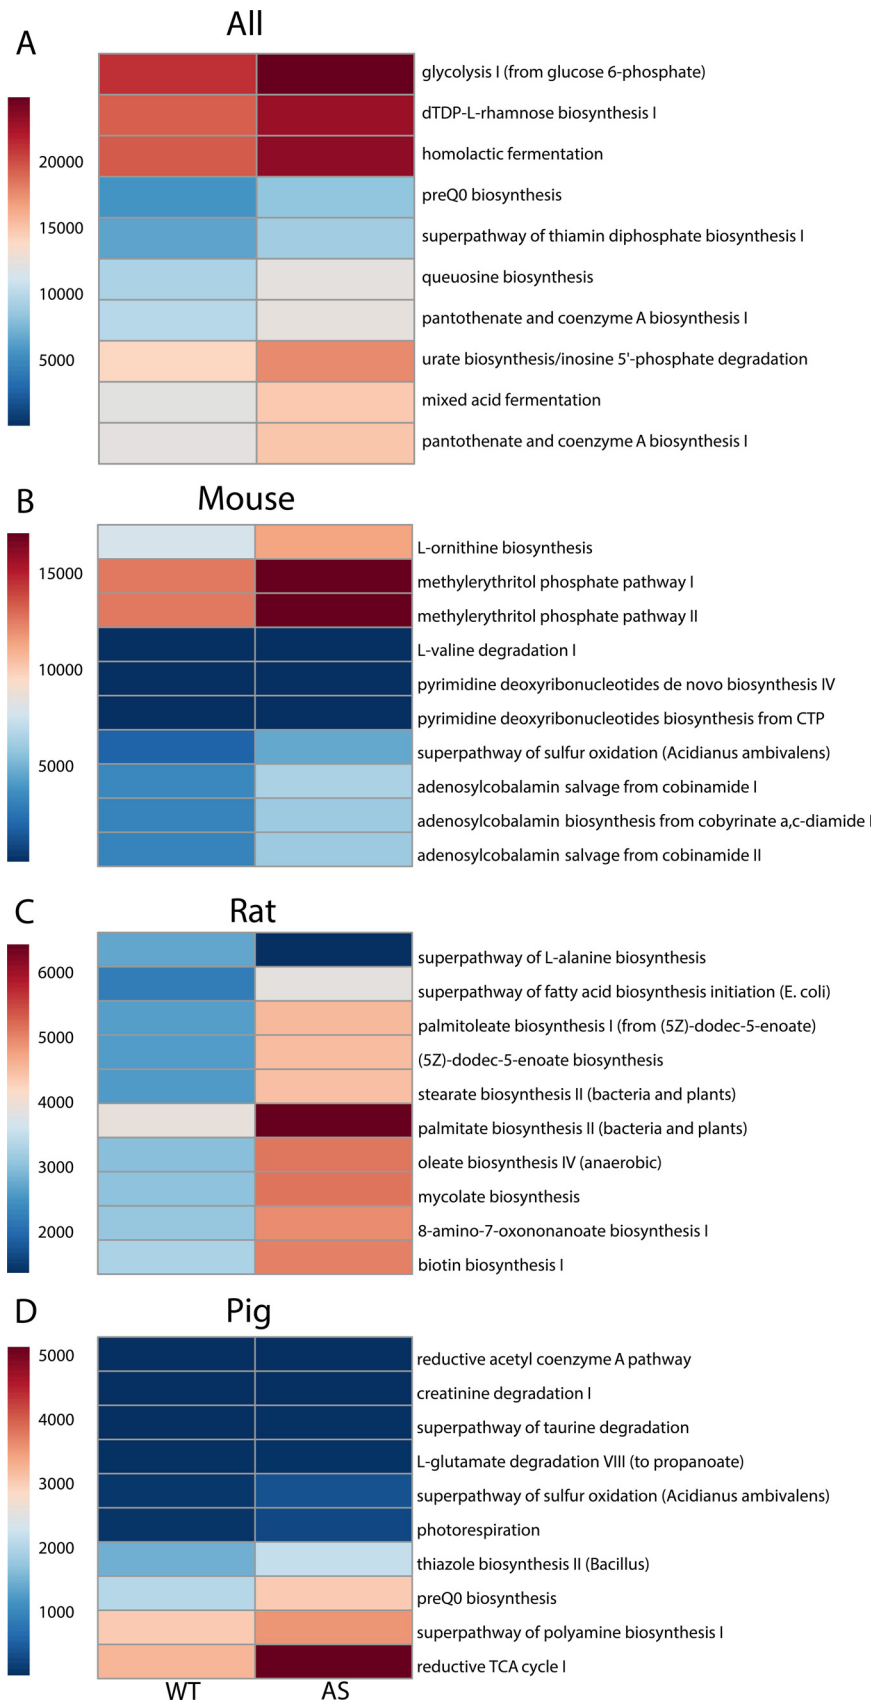 A
All
glycolysis I (from glucose 6-phosphate)
dTDP-L-rhamnose biosynthesis I
homolactic fermentation
preQ0 biosynthesis
superpathway of thiamin diphosphate biosynthesis I
queuosine biosynthesis
pantothenate and coenzyme A biosynthesis I
urate biosynthesis/inosine 5'-phosphate degradation
mixed acid fermentation
pantothenate and coenzyme A biosynthesis I
20000
15000
10000
5000
B
Mouse
L-ornithine biosynthesis
methylerythritol phosphate pathway I
methylerythritol phosphate pathway II
L-valine degradation I
pyrimidine deoxyribonucleotides de novo biosynthesis IV
pyrimidine deoxyribonucleotides biosynthesis from CTP
superpathway of sulfur oxidation (Acidianus ambivalens)
adenosylcobalamin salvage from cobinamide I
adenosylcobalamin biosynthesis from cobyrinate a,c-diamide I
adenosylcobalamin salvage from cobinamide II
15000
10000
5000
C
Rat
superpathway of L-alanine biosynthesis
superpathway of fatty acid biosynthesis initiation (E. coli)
palmitoleate biosynthesis I (from (5Z)-dodec-5-enoate)
(5Z)-dodec-5-enoate biosynthesis
stearate biosynthesis II (bacteria and plants)
palmitate biosynthesis II (bacteria and plants)
oleate biosynthesis IV (anaerobic)
mycolate biosynthesis
8-amino-7-oxononanoate biosynthesis I
biotin biosynthesis I
6000
5000
4000
3000
2000
D
Pig
reductive acetyl coenzyme A pathway
creatinine degradation I
superpathway of taurine degradation
L-glutamate degradation VIII (to propanoate)
superpathway of sulfur oxidation (Acidianus ambivalens)
photorespiration
thiazole biosynthesis II (Bacillus)
preQ0 biosynthesis
superpathway of polyamine biosynthesis I
reductive TCA cycle I
5000
4000
3000
2000
1000
WT
AS